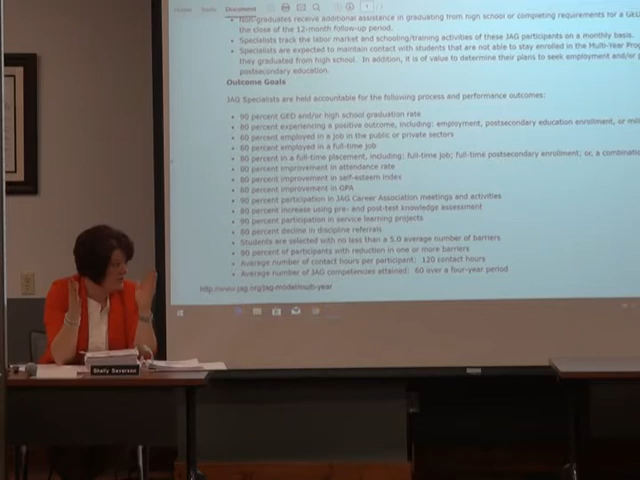 Home Tools Document
Non-graduates receive additional assistance in graduating from high school or completing requirements for a GED
the close of the 12-month follow-up period.
• Specialists track the labor market and schooling/training activities of these JAG participants on a monthly basis.
• Specialists are expected to maintain contact with students that are not able to stay enrolled in the Multi-Year Prog
they graduated from high school. In addition, it is of value to determine their plans to seek employment and/or p
postsecondary education.
Outcome Goals
JAG Specialists are held accountable for the following process and performance outcomes:
• 90 percent GED and/or high school graduation rate
• 80 percent experiencing a positive outcome, including: employment, postsecondary education enrollment, or mili
• 60 percent employed in a job in the public or private sectors
• 60 percent employed in a full-time job
• 80 percent in a full-time placement, including: full-time job; full-time postsecondary enrollment; or, a combinatio
• 80 percent improvement in attendance rate
• 80 percent improvement in self-esteem index
• 80 percent improvement in GPA
• 90 percent participation in JAG Career Association meetings and activities
• 80 percent increase using pre- and post-test knowledge assessment
• 90 percent participation in service learning projects
• 60 percent decline in discipline referrals
• Students are selected with no less than a 5.0 average number of barriers
• 90 percent of participants with reduction in one or more barriers
• Average number of contact hours per participant: 120 contact hours
• Average number of JAG competencies attained: 60 over a four-year period
http://www.jag.org/jag-model/multi-year
Shelly Severson